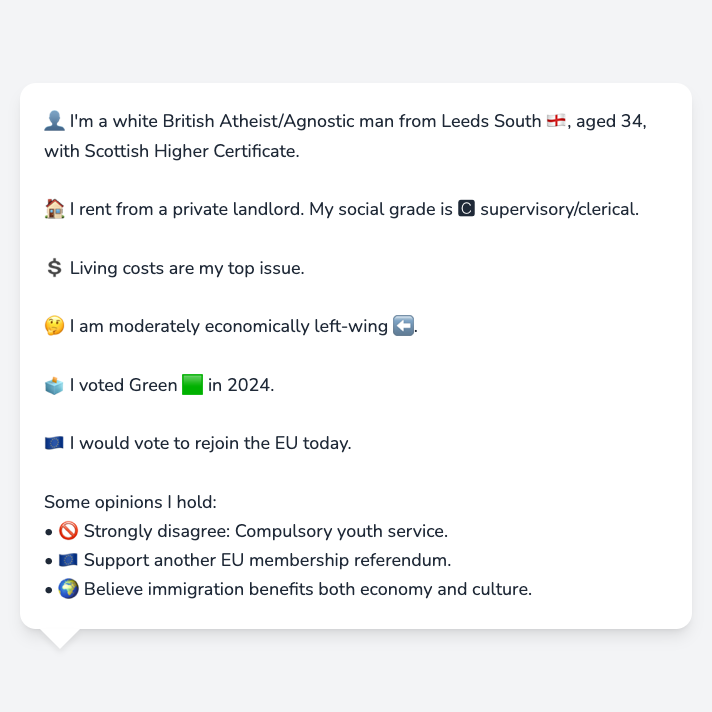 👤 I'm a white British Atheist/Agnostic man from Leeds South 🏴󠁧󠁢󠁥󠁮󠁧󠁿, aged 34,
with Scottish Higher Certificate.
🏠 I rent from a private landlord. My social grade is 🅲 supervisory/clerical.
💲 Living costs are my top issue.
🤔 I am moderately economically left-wing ⬅️.
🗳️ I voted Green 🟩 in 2024.
🇪🇺 I would vote to rejoin the EU today.
Some opinions I hold:
• 🚫 Strongly disagree: Compulsory youth service.
• 🇪🇺 Support another EU membership referendum.
• 🌍 Believe immigration benefits both economy and culture.